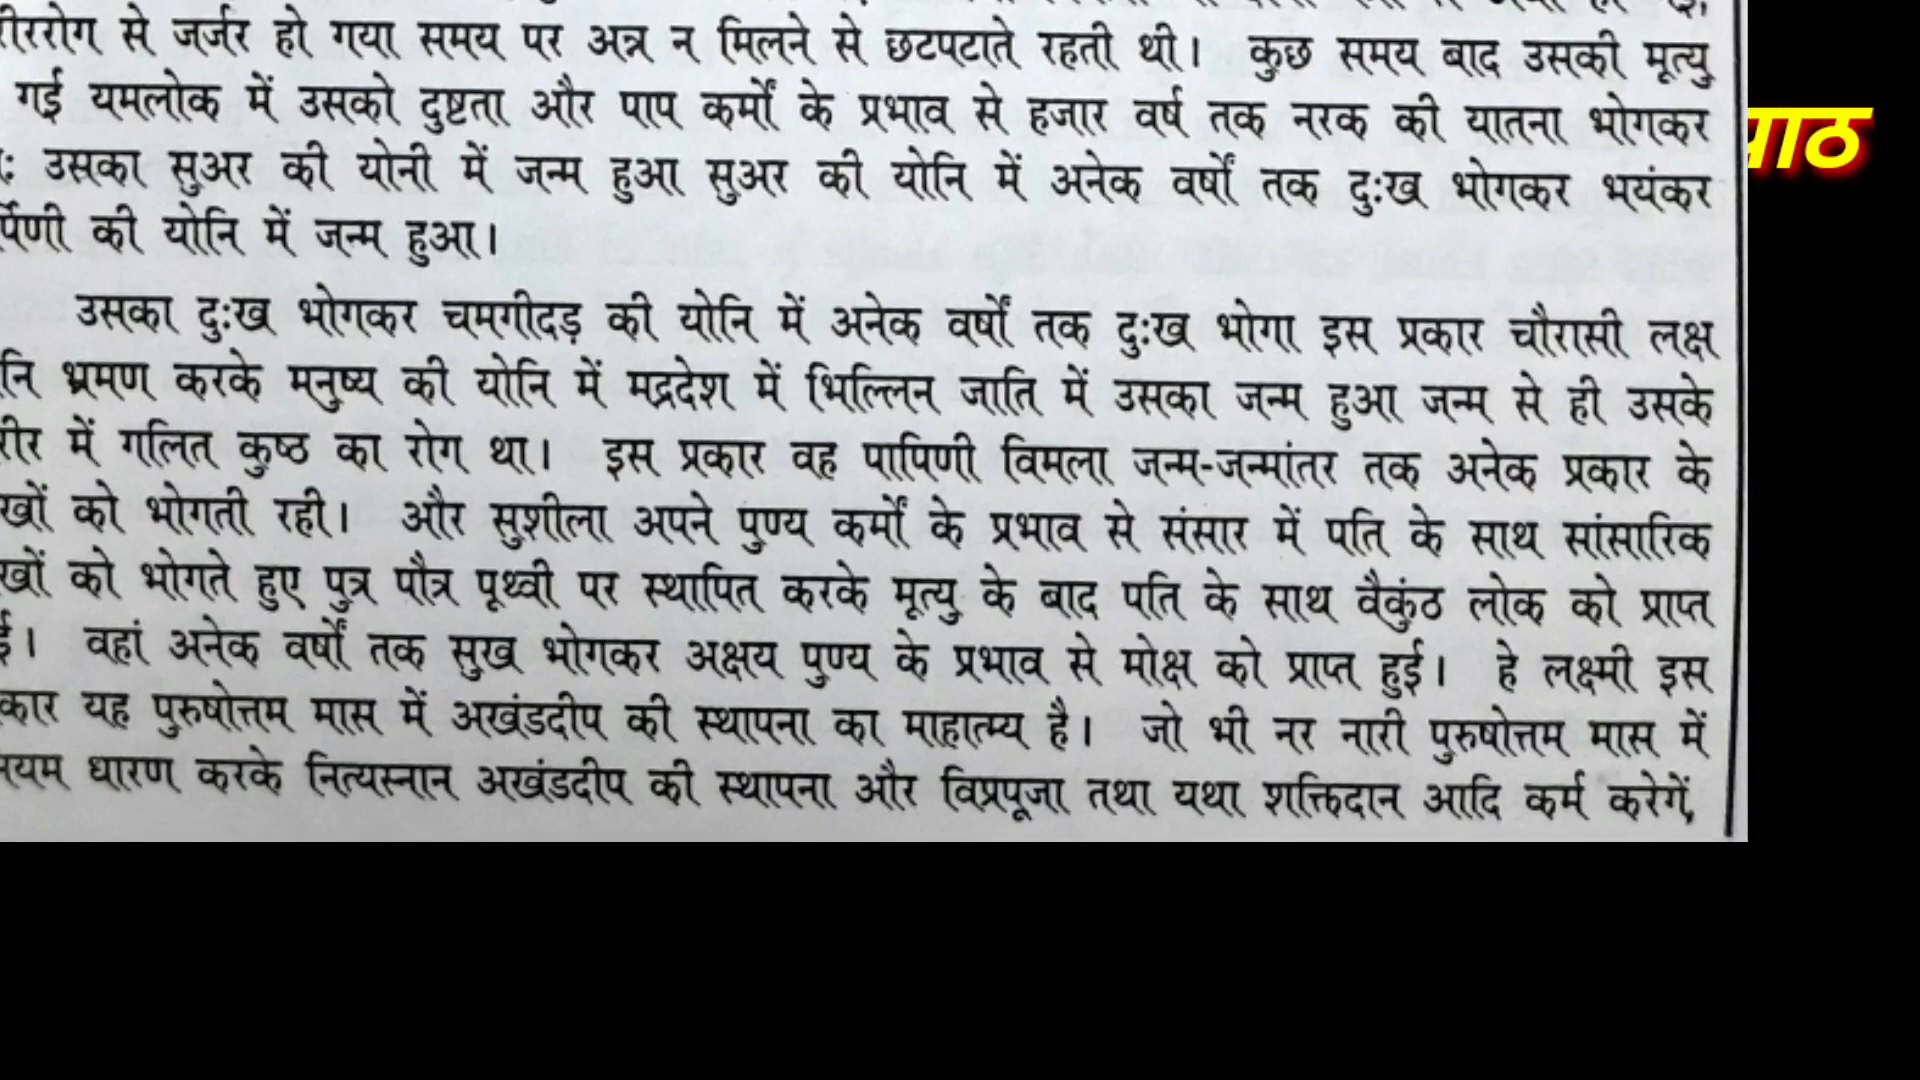 से जर्जर हो गया समय पर अन्न न मिलने से छटपटाते रहती थी। कुछ समय बाद उसकी मृत्यु
गई यमलोक में उसको दुष्टता और पाप कर्मों के प्रभाव से हजार वर्ष तक नरक की यातना भोगकर
पाठ
उसका सुअर की योनी में जन्म हुआ सुअर की योनि में अनेक वर्षों तक दुःख भोगकर भयंकर
की योनि में जन्म हुआ।
उसका दुःख भोगकर चमगीदड़ की योनि में अनेक वर्षों तक दुःख भोगा इस प्रकार चौरासी लक्ष
नि भ्रमण करके मनुष्य की योनि में मद्रदेश में भिल्लिन जाति में उसका जन्म हुआ जन्म से ही उसके
रीर में गलित कुष्ठ का रोग था। इस प्रकार वह पापिणी विमला जन्म-जन्मांतर तक अनेक प्रकार के
खों को भोगती रही। और सुशीला अपने पुण्य कर्मों के प्रभाव से संसार में पति के साथ सांसारिक
खों को भोगते हुए पुत्र पौत्र पृथ्वी पर स्थापित करके मृत्यु के बाद पति के साथ वैकुंठ लोक को प्राप्त
ई। वहां अनेक वर्षों तक सुख भोगकर अक्षय पुण्य के प्रभाव से मोक्ष को प्राप्त हुई। हे लक्ष्मी इस
कार यह पुरुषोत्तम मास में अखंडदीप की स्थापना का माहात्म्य है। जो भी नर नारी पुरुषोत्तम मास में
यम धारण करके नित्यस्नान अखंडदीप की स्थापना और विप्रपूजा तथा यथा शक्तिदान आदि कर्म करेगें,